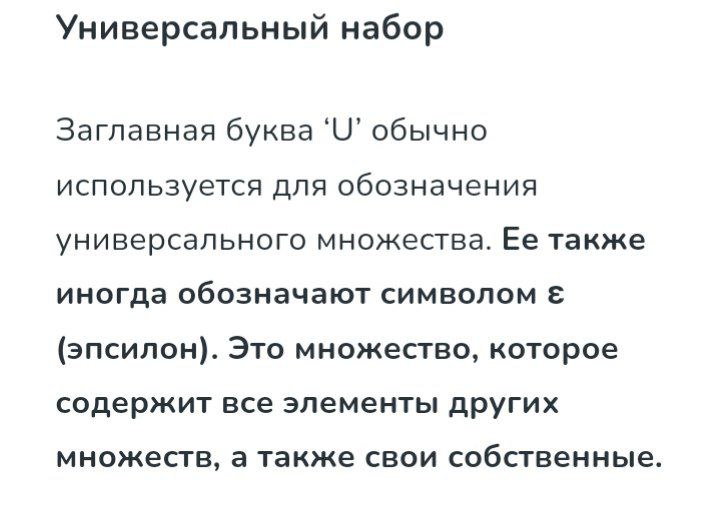 Универсальный набор
Заглавная буква ‘U’ обычно
используется для обозначения
универсального множества. Ее также
иногда обозначают символом ε
(эпсилон). Это множество, которое
содержит все элементы других
множеств, а также свои собственные.